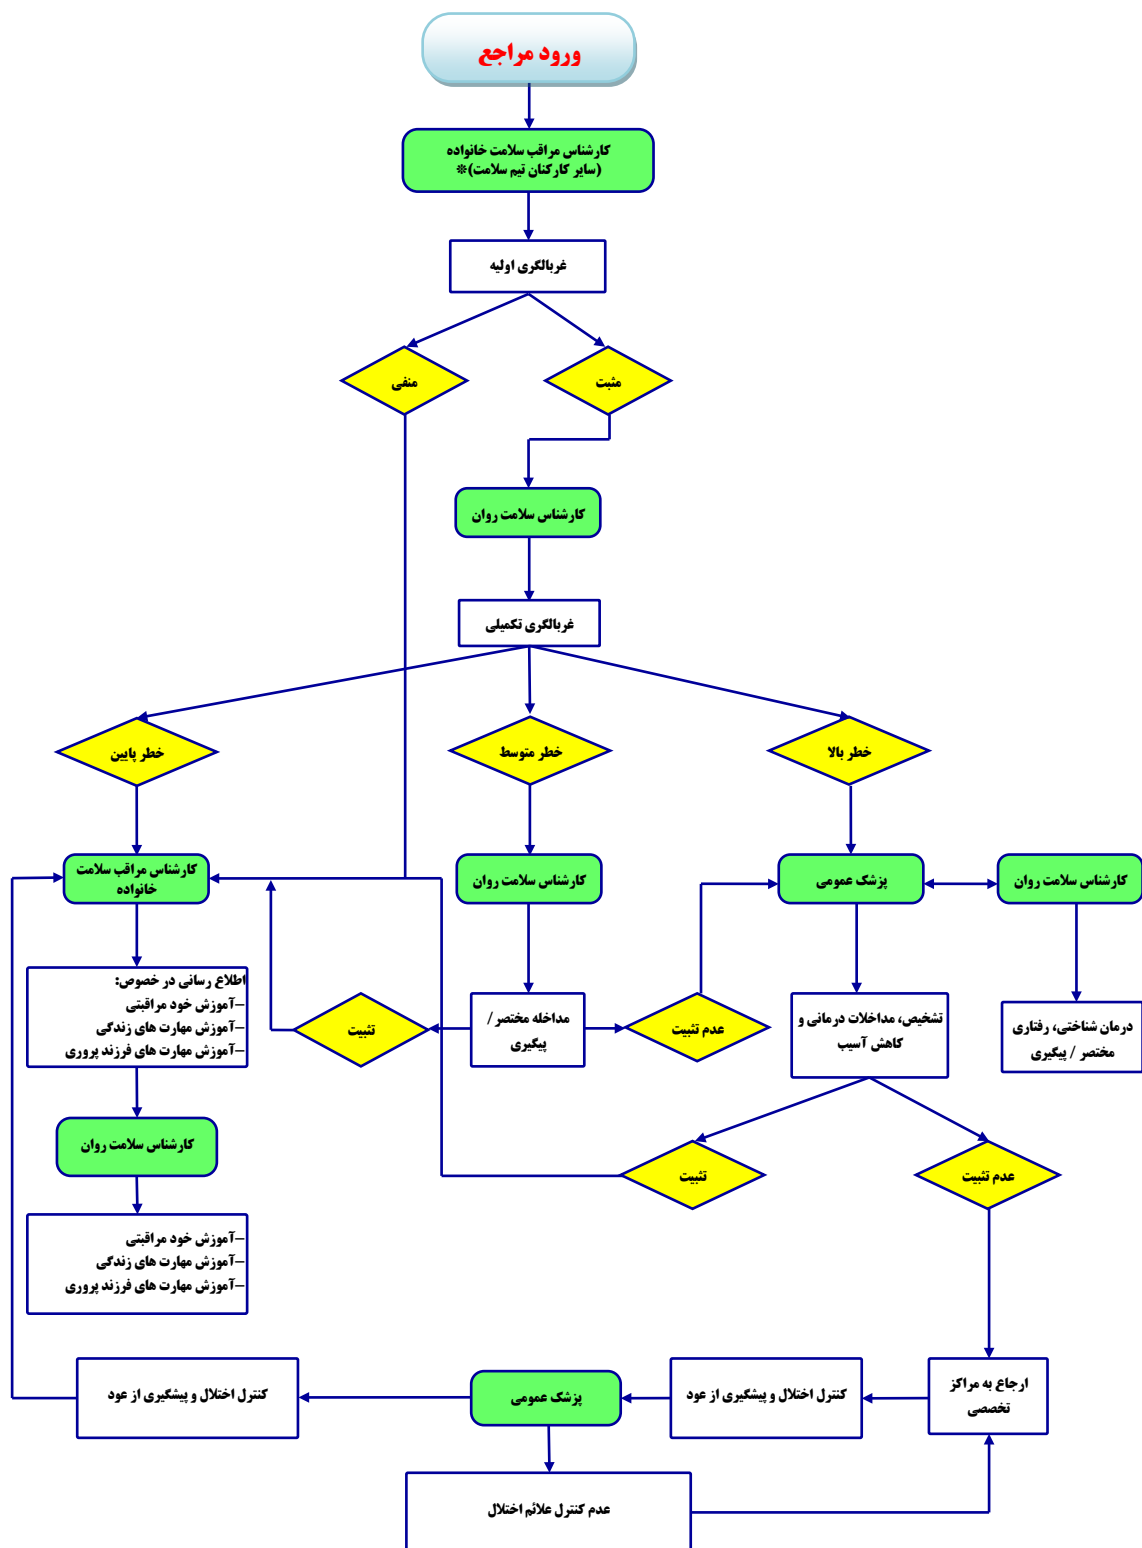 ورود مراجع
کارشناس مراقب سلامت خانواده
(سایر کارکنان تیم سلامت)*
غربالگری اولیه
مثبت
منفی
کارشناس سلامت روان
غربالگری تکمیلی
خطر بالا
خطر متوسط
خطر پایین
کارشناس سلامت روان
پزشک عمومی
کارشناس سلامت روان
کارشناس مراقب سلامت
خانواده
درمان شناختی، رفتاری
مختصر / پیگیری
تشخیص، مداخلات درمانی و
کاهش آسیب
عدم تثبیت
مداخله مختصر/
پیگیری
تثبیت
اطلاع رسانی در خصوص:
-آموزش خود مراقبتی
-آموزش مهارت های زندگی
-آموزش مهارت های فرزند پروری
عدم تثبیت
تثبیت
کارشناس سلامت روان
-آموزش خود مراقبتی
-آموزش مهارت های زندگی
-آموزش مهارت های فرزند پروری
ارجاع به مراکز
تخصصی
کنترل اختلال و پیشگیری از عود
پزشک عمومی
کنترل اختلال و پیشگیری از عود
عدم کنترل علائم اختلال